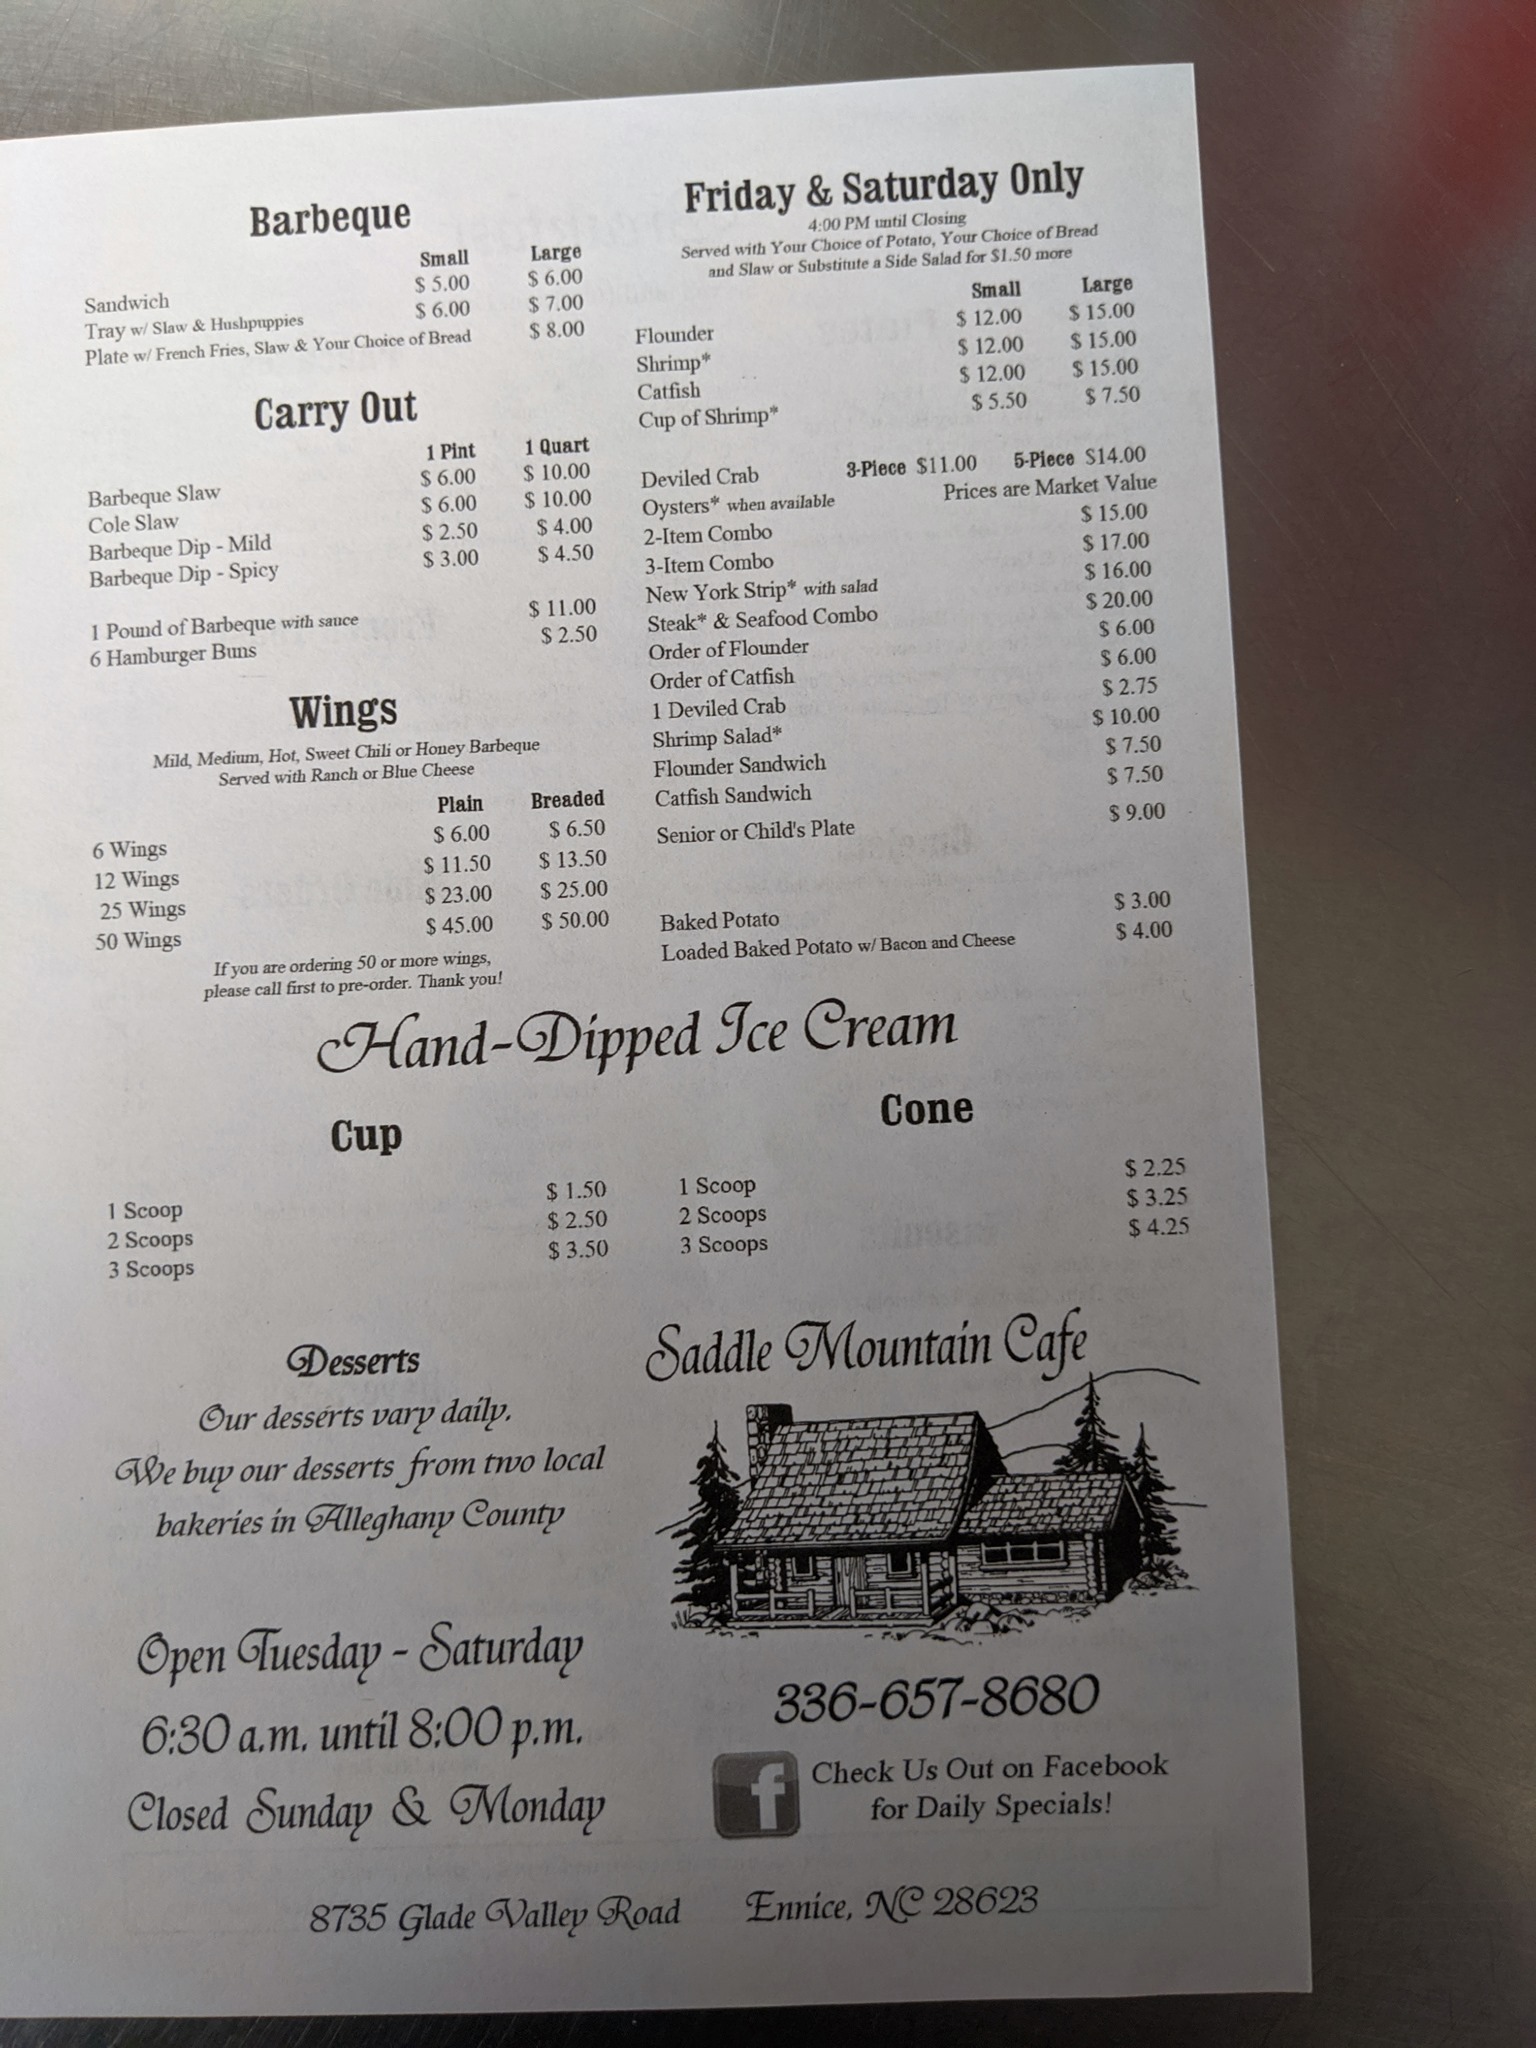 Barbeque
Small Large
Sandwich $ 5.00 $ 6.00
Tray w/ Slaw & Hushpuppies $ 6.00 $ 7.00
Plate w/ French Fries, Slaw & Your Choice of Bread $ 8.00
Carry Out
1 Pint 1 Quart
Barbeque Slaw $ 6.00 $ 10.00
Cole Slaw $ 6.00 $ 10.00
Barbeque Dip - Mild $ 2.50 $ 4.00
Barbeque Dip - Spicy $ 3.00 $ 4.50
1 Pound of Barbeque with sauce $ 11.00
6 Hamburger Buns $ 2.50
Wings
Mild, Medium, Hot, Sweet Chili or Honey Barbeque
Served with Ranch or Blue Cheese
Plain Breaded
6 Wings $ 6.00 $ 6.50
12 Wings $ 11.50 $ 13.50
25 Wings $ 23.00 $ 25.00
50 Wings $ 45.00 $ 50.00
If you are ordering 50 or more wings,
please call first to pre-order. Thank you!
Friday & Saturday Only
4:00 PM until Closing
Served with Your Choice of Potato, Your Choice of Bread
and Slaw or Substitute a Side Salad for $1.50 more
Small Large
Flounder $ 12.00 $ 15.00
Shrimp* $ 12.00 $ 15.00
Catfish $ 12.00 $ 15.00
Cup of Shrimp* $ 5.50 $ 7.50
Deviled Crab 3-Piece $11.00 5-Piece $14.00
Oysters* when available Prices are Market Value
2-Item Combo $ 15.00
3-Item Combo $ 17.00
New York Strip* with salad $ 16.00
Steak* & Seafood Combo $ 20.00
Order of Flounder $ 6.00
Order of Catfish $ 6.00
1 Deviled Crab $ 2.75
Shrimp Salad* $ 10.00
Flounder Sandwich $ 7.50
Catfish Sandwich $ 7.50
Senior or Child's Plate $ 9.00
Baked Potato $ 3.00
Loaded Baked Potato w/ Bacon and Cheese $ 4.00
Hand-Dipped Ice Cream
Cup
1 Scoop $ 1.50
2 Scoops $ 2.50
3 Scoops $ 3.50
Cone
1 Scoop $ 2.25
2 Scoops $ 3.25
3 Scoops $ 4.25
Desserts
Our desserts vary daily.
We buy our desserts from two local
bakeries in Alleghany County
Open Tuesday - Saturday
6:30 a.m. until 8:00 p.m.
Closed Sunday & Monday
Saddle Mountain Cafe
336-657-8680
f
Check Us Out on Facebook
for Daily Specials!
8735 Glade Valley Road Ennice, NC 28623